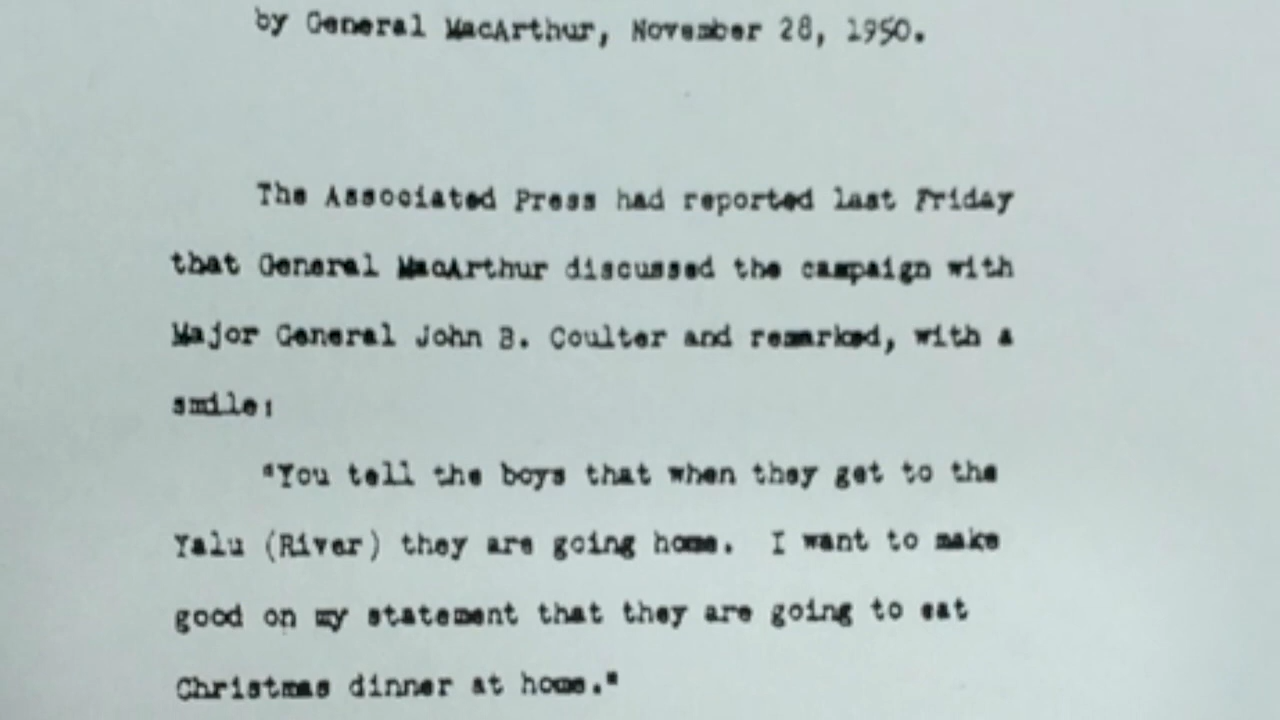 by General MacArthur, November 28, 1950.
The Associated Press had reported last Friday
that General MacArthur discussed the campaign with
Major General John B. Coulter and remarked, with a
smile:
"You tell the boys that when they get to the
Yalu (River) they are going home.  I want to make
good on my statement that they are going to eat
Christmas dinner at home."